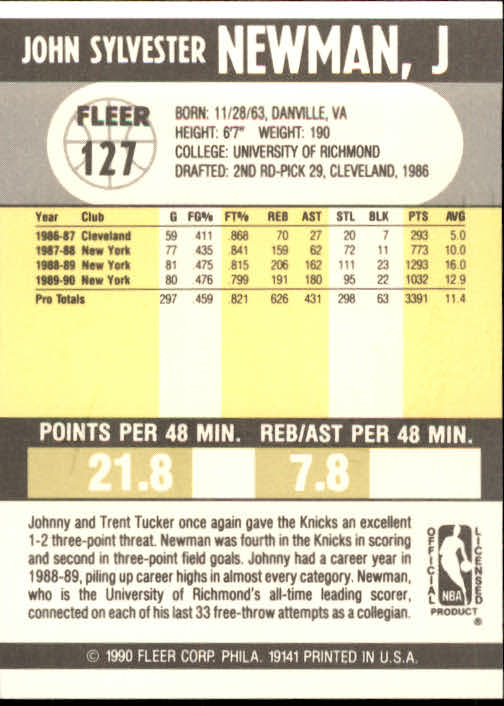 JOHN SYLVESTER NEWMAN, J
FLEER
127
BORN: 11/28/63, DANVILLE, VA
HEIGHT: 6'7" WEIGHT: 190
COLLEGE: UNIVERSITY OF RICHMOND
DRAFTED: 2ND RD-PICK 29, CLEVELAND, 1986
Year Club G FG% FT% REB AST STL BLK PTS AVG
1986-87 Cleveland 59 411 .868 70 27 20 7 293 5.0
1987-88 New York 77 435 .841 159 62 72 11 773 10.0
1988-89 New York 81 475 .815 206 162 111 23 1293 16.0
1989-90 New York 80 476 .799 191 180 95 22 1032 12.9
Pro Totals 297 459 .821 626 431 298 63 3391 11.4
POINTS PER 48 MIN. REB/AST PER 48 MIN.
21.8 7.8
Johnny and Trent Tucker once again gave the Knicks an excellent
1-2 three-point threat. Newman was fourth in the Knicks in scoring
and second in three-point field goals. Johnny had a career year in
1988-89, piling up career highs in almost every category. Newman,
who is the University of Richmond's all-time leading scorer,
connected on each of his last 33 free-throw attempts as a collegian.
OFFICIAL LICENSED
NBA
PRODUCT ®
© 1990 FLEER CORP. PHILA. 19141 PRINTED IN U.S.A.